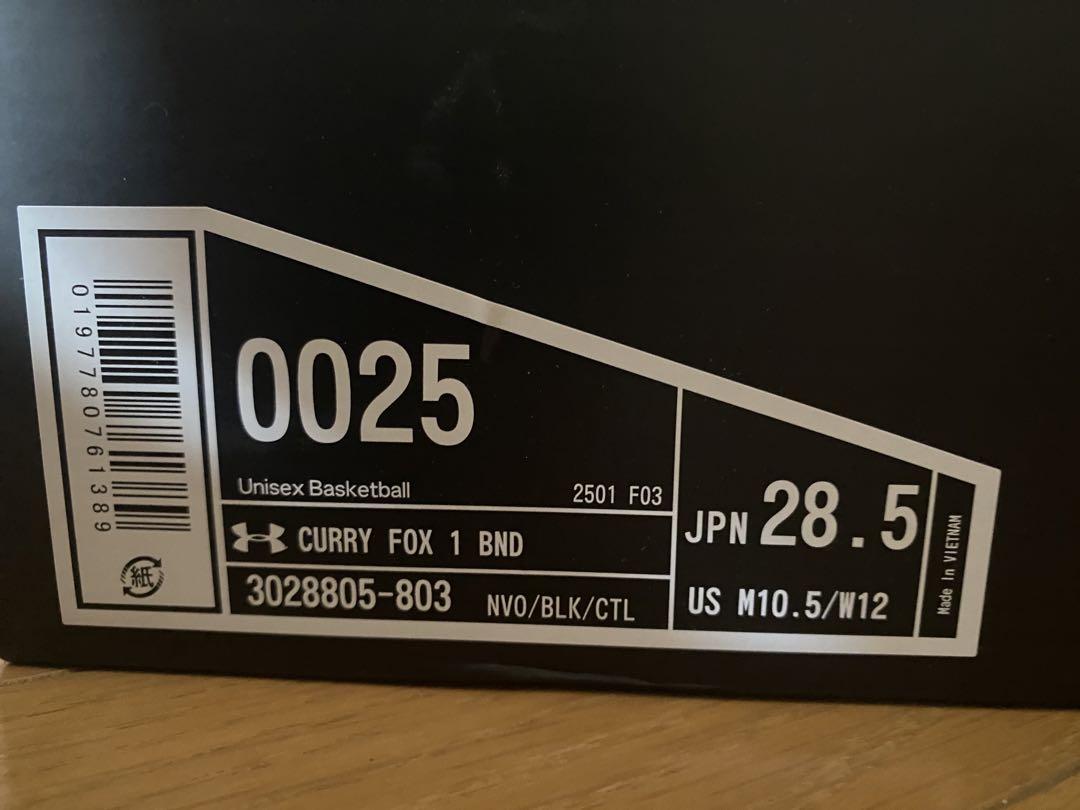 0197780761389
紙
0025
Unisex Basketball
2501 F03
CURRY FOX 1 BND
3028805-803 NVO/BLK/CTL
JPN 28.5
US M10.5/W12
Made In VIETNAM